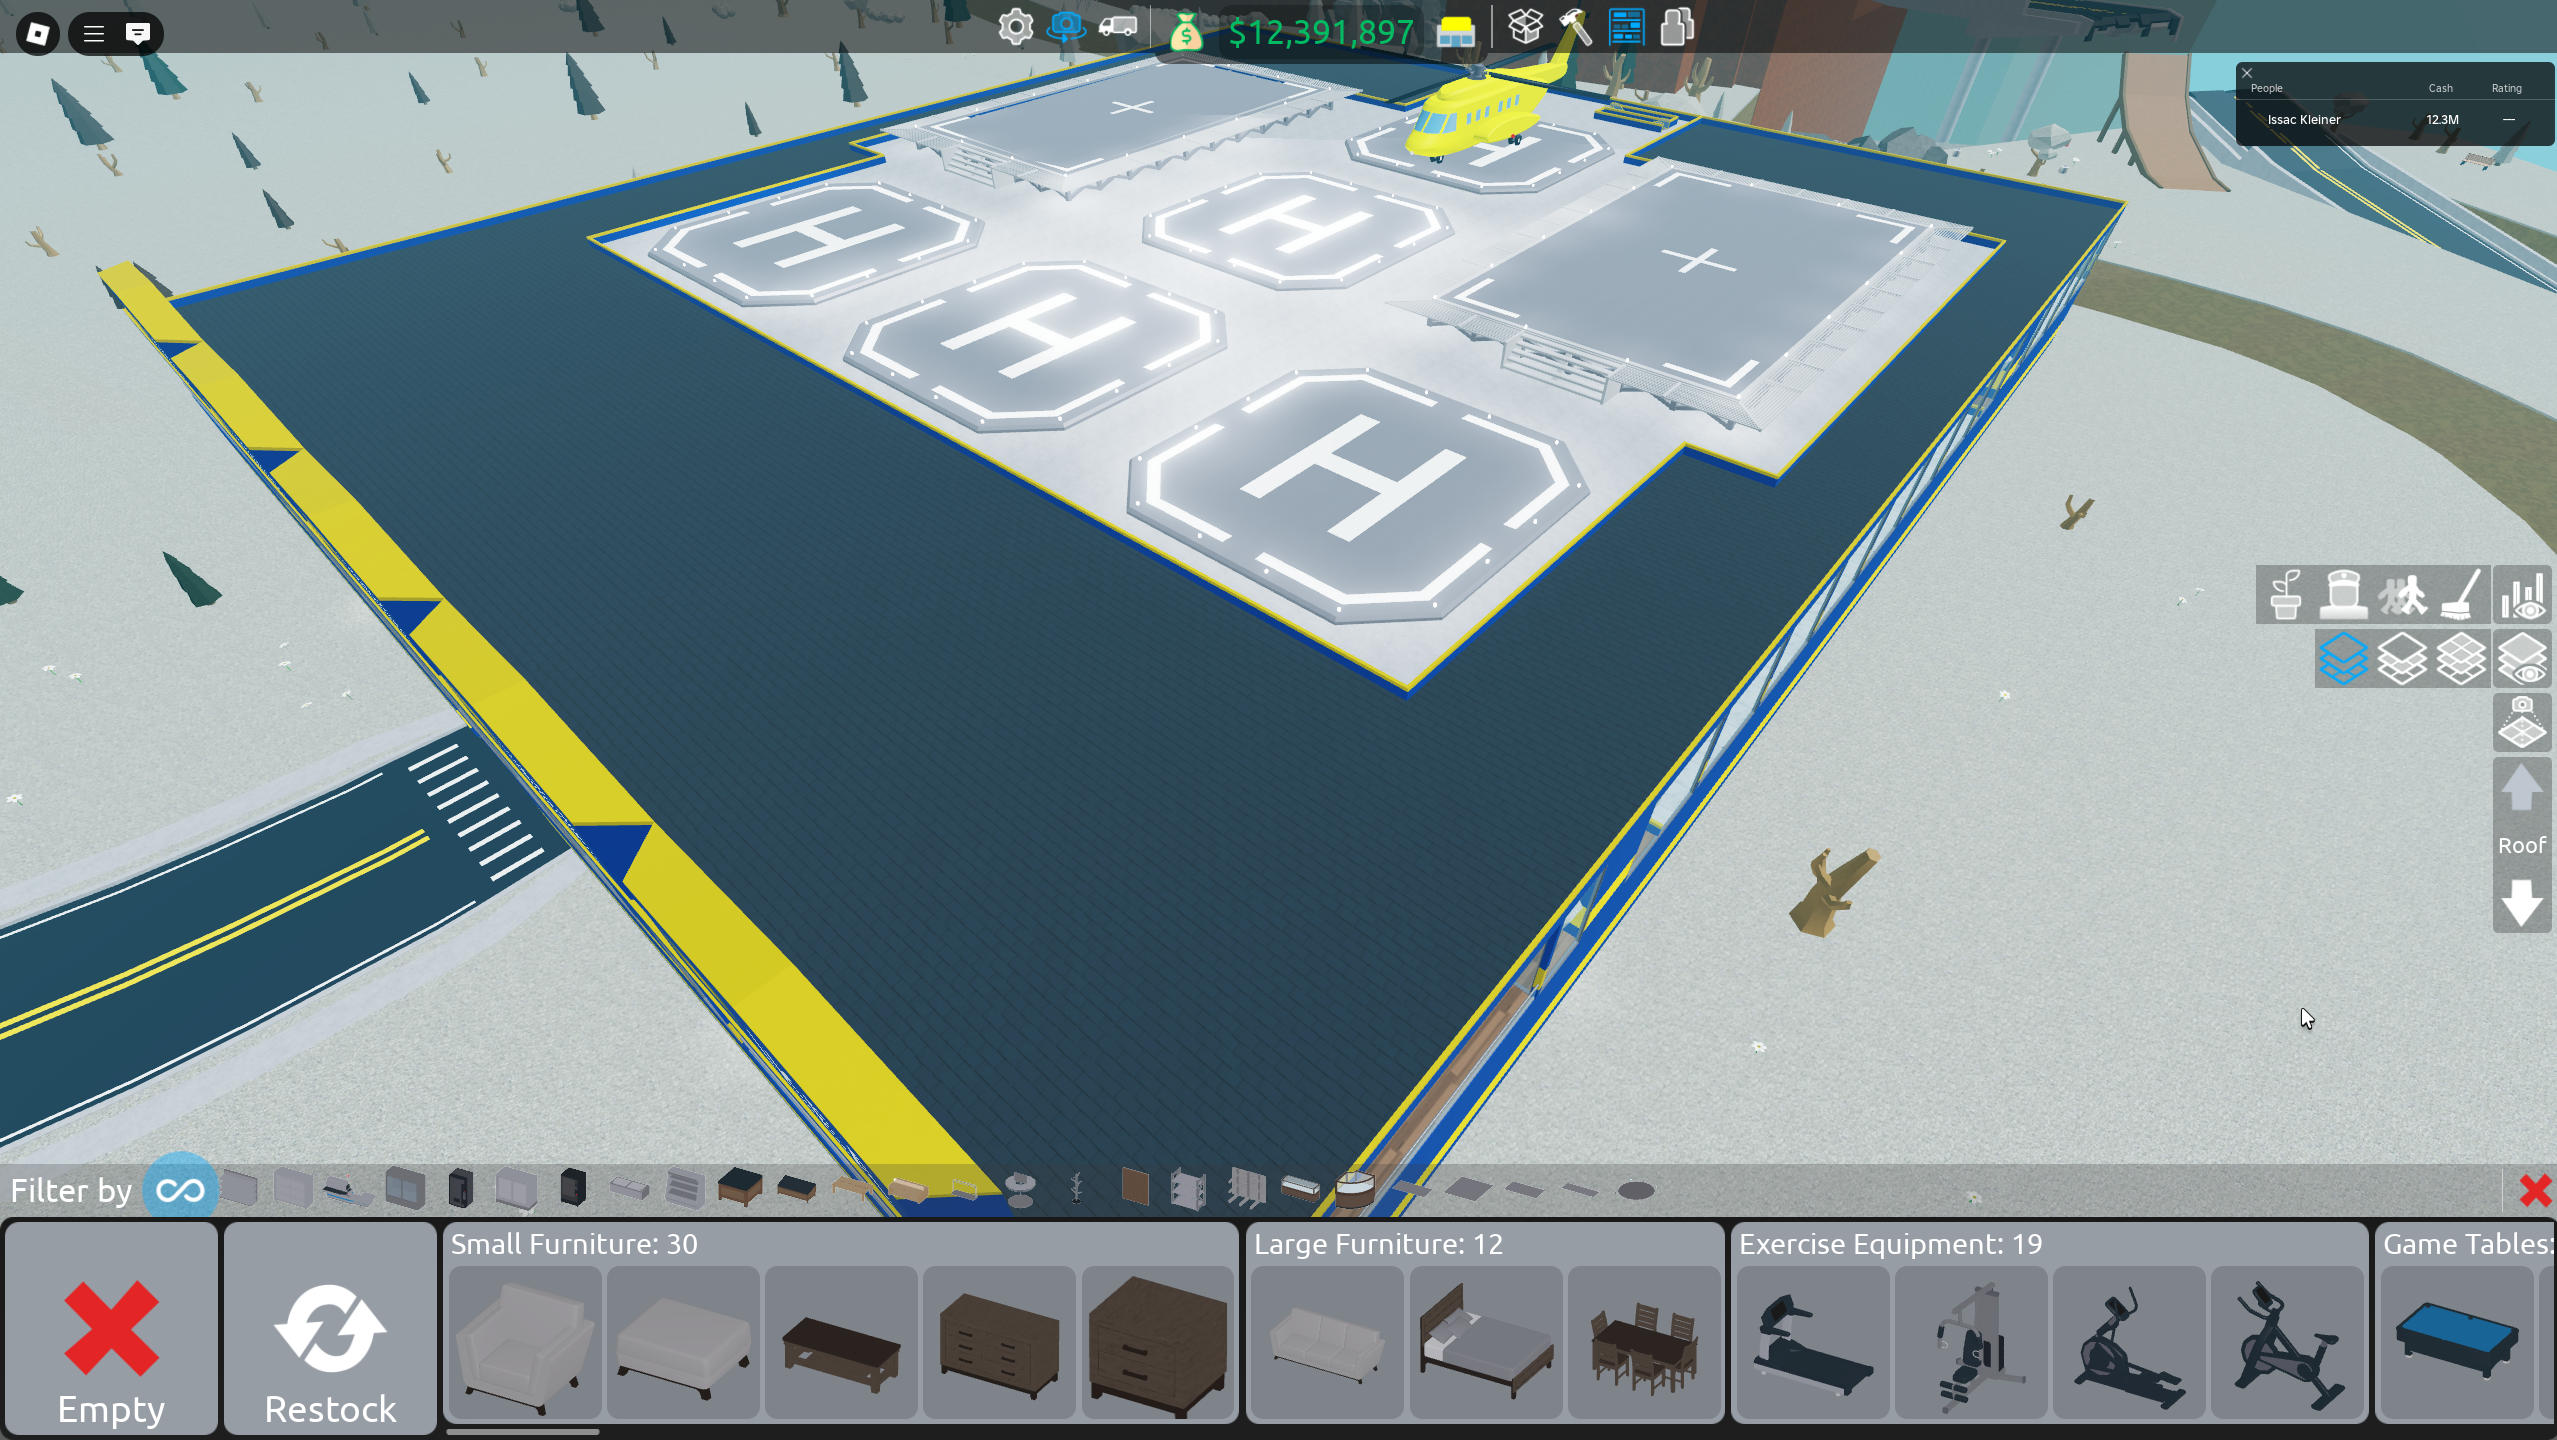 $12,391,897
People Cash Rating
Issac Kleiner 12.3M —
H
H
H
H
H
Roof
Filter by
Small Furniture: 30
Large Furniture: 12
Exercise Equipment: 19
Game Tables:
Empty
Restock